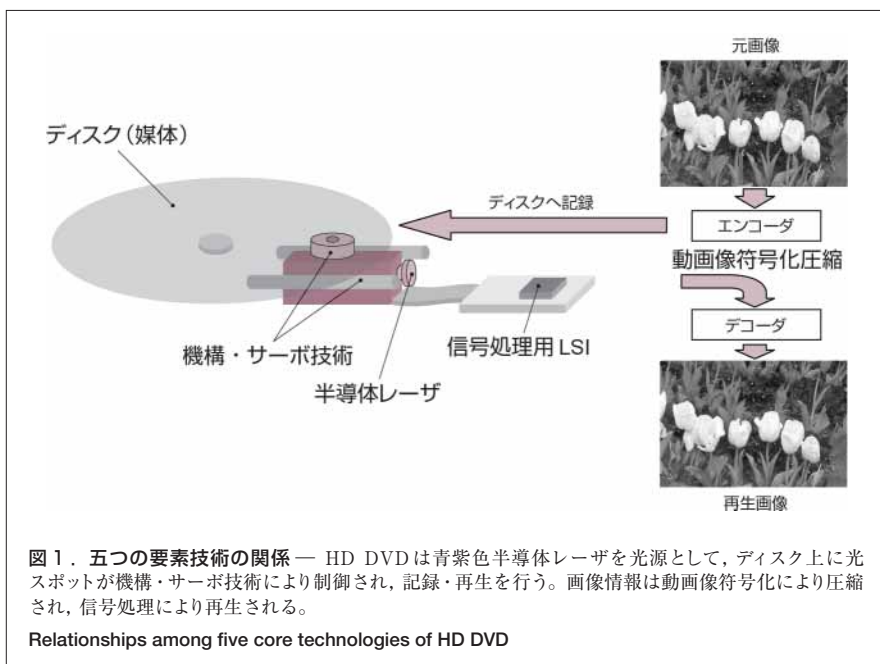 元画像
ディスク（媒体）
ディスクへ記録
エンコーダ
動画像符号化圧縮
デコーダ
信号処理用 LSI
機構・サーボ技術
半導体レーザ
再生画像
図1．五つの要素技術の関係 — HD DVDは青紫色半導体レーザを光源として，ディスク上に光
スポットが機構・サーボ技術により制御され，記録・再生を行う。画像情報は動画像符号化により圧縮
され，信号処理により再生される。
Relationships among five core technologies of HD DVD